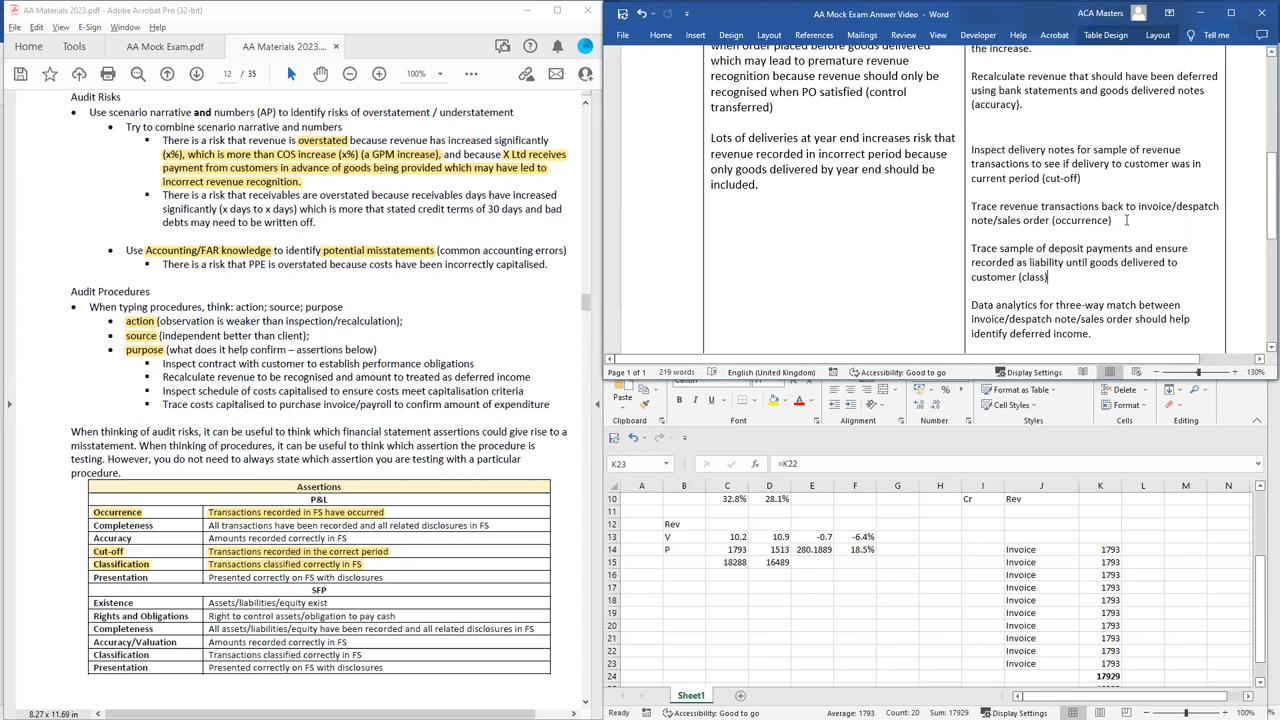 AA Materials 2023.pdf - Adobe Acrobat Pro (32-bit)
File Edit View E-Sign Window Help
Home Tools AA Mock Exam.pdf AA Materials 2023....
12 / 35 100%
Audit Risks
Use scenario narrative and numbers (AP) to identify risks of overstatement / understatement
Try to combine scenario narrative and numbers
There is a risk that revenue is overstated because revenue has increased significantly
(x%), which is more than COS increase (x%) (a GPM increase), and because X Ltd receives
payment from customers in advance of goods being provided which may have led to
incorrect revenue recognition.
There is a risk that receivables are overstated because receivables days have increased
significantly (x days to x days) which is more that stated credit terms of 30 days and bad
debts may need to be written off.
Use Accounting/FAR knowledge to identify potential misstatements (common accounting errors)
There is a risk that PPE is overstated because costs have been incorrectly capitalised.
Audit Procedures
When typing procedures, think: action; source; purpose
action (observation is weaker than inspection/recalculation);
source (independent better than client);
purpose (what does it help confirm – assertions below)
Inspect contract with customer to establish performance obligations
Recalculate revenue to be recognised and amount to treated as deferred income
Inspect schedule of costs capitalised to ensure costs meet capitalisation criteria
Trace costs capitalised to purchase invoice/payroll to confirm amount of expenditure
When thinking of audit risks, it can be useful to think which financial statement assertions could give rise to a
misstatement. When thinking of procedures, it can be useful to think which assertion the procedure is
testing. However, you do not need to always state which assertion you are testing with a particular
procedure.
Assertions
P&L
Occurrence Transactions recorded in FS have occurred
Completeness All transactions have been recorded and all related disclosures in FS
Accuracy Amounts recorded correctly in FS
Cut-off Transactions recorded in the correct period
Classification Transactions classified correctly in FS
Presentation Presented correctly on FS with disclosures
SFP
Existence Assets/liabilities/equity exist
Rights and Obligations Right to control assets/obligation to pay cash
Completeness All assets/liabilities/equity have been recorded and all related disclosures in FS
Accuracy/Valuation Amounts recorded correctly in FS
Classification Transactions classified correctly in FS
Presentation Presented correctly on FS with disclosures
8.27 x 11.69 in
AA Mock Exam Answer Video - Word ACA Masters
File Home Insert Draw Design Layout References Mailings Review View Developer Help Acrobat Table Design Layout Tell me
when order placed before goods delivered
which may lead to premature revenue
recognition because revenue should only be
recognised when PO satisfied (control
transferred)
Lots of deliveries at year end increases risk that
revenue recorded in incorrect period because
only goods delivered by year end should be
included.
the increase.
Recalculate revenue that should have been deferred
using bank statements and goods delivered notes
(accuracy).
Inspect delivery notes for sample of revenue
transactions to see if delivery to customer was in
current period (cut-off)
Trace revenue transactions back to invoice/despatch
note/sales order (occurrence)
Trace sample of deposit payments and ensure
recorded as liability until goods delivered to
customer (class)
Data analytics for three-way match between
invoice/despatch note/sales order should help
identify deferred income.
Page 1 of 1 219 words English (United Kingdom) Accessibility: Good to go Display Settings 130%
Paste B I U A % Format as Table Delete
Cell Styles Format
Clipboard Font Alignment Number Styles Cells Editing
K23 fx =K22
A B C D E F G H I J K L M N
10 32.8% 28.1% Cr Rev
11
12 Rev
13 V 10.2 10.9 -0.7 -6.4%
14 P 1793 1513 280.1889 18.5% Invoice 1793
15 18288 16489 Invoice 1793
16 Invoice 1793
17 Invoice 1793
18 Invoice 1793
19 Invoice 1793
20 Invoice 1793
21 Invoice 1793
22 Invoice 1793
23 Invoice 1793
24 17929
Sheet1
Ready Accessibility: Good to go Average: 1793 Count: 20 Sum: 17929 Display Settings 100%